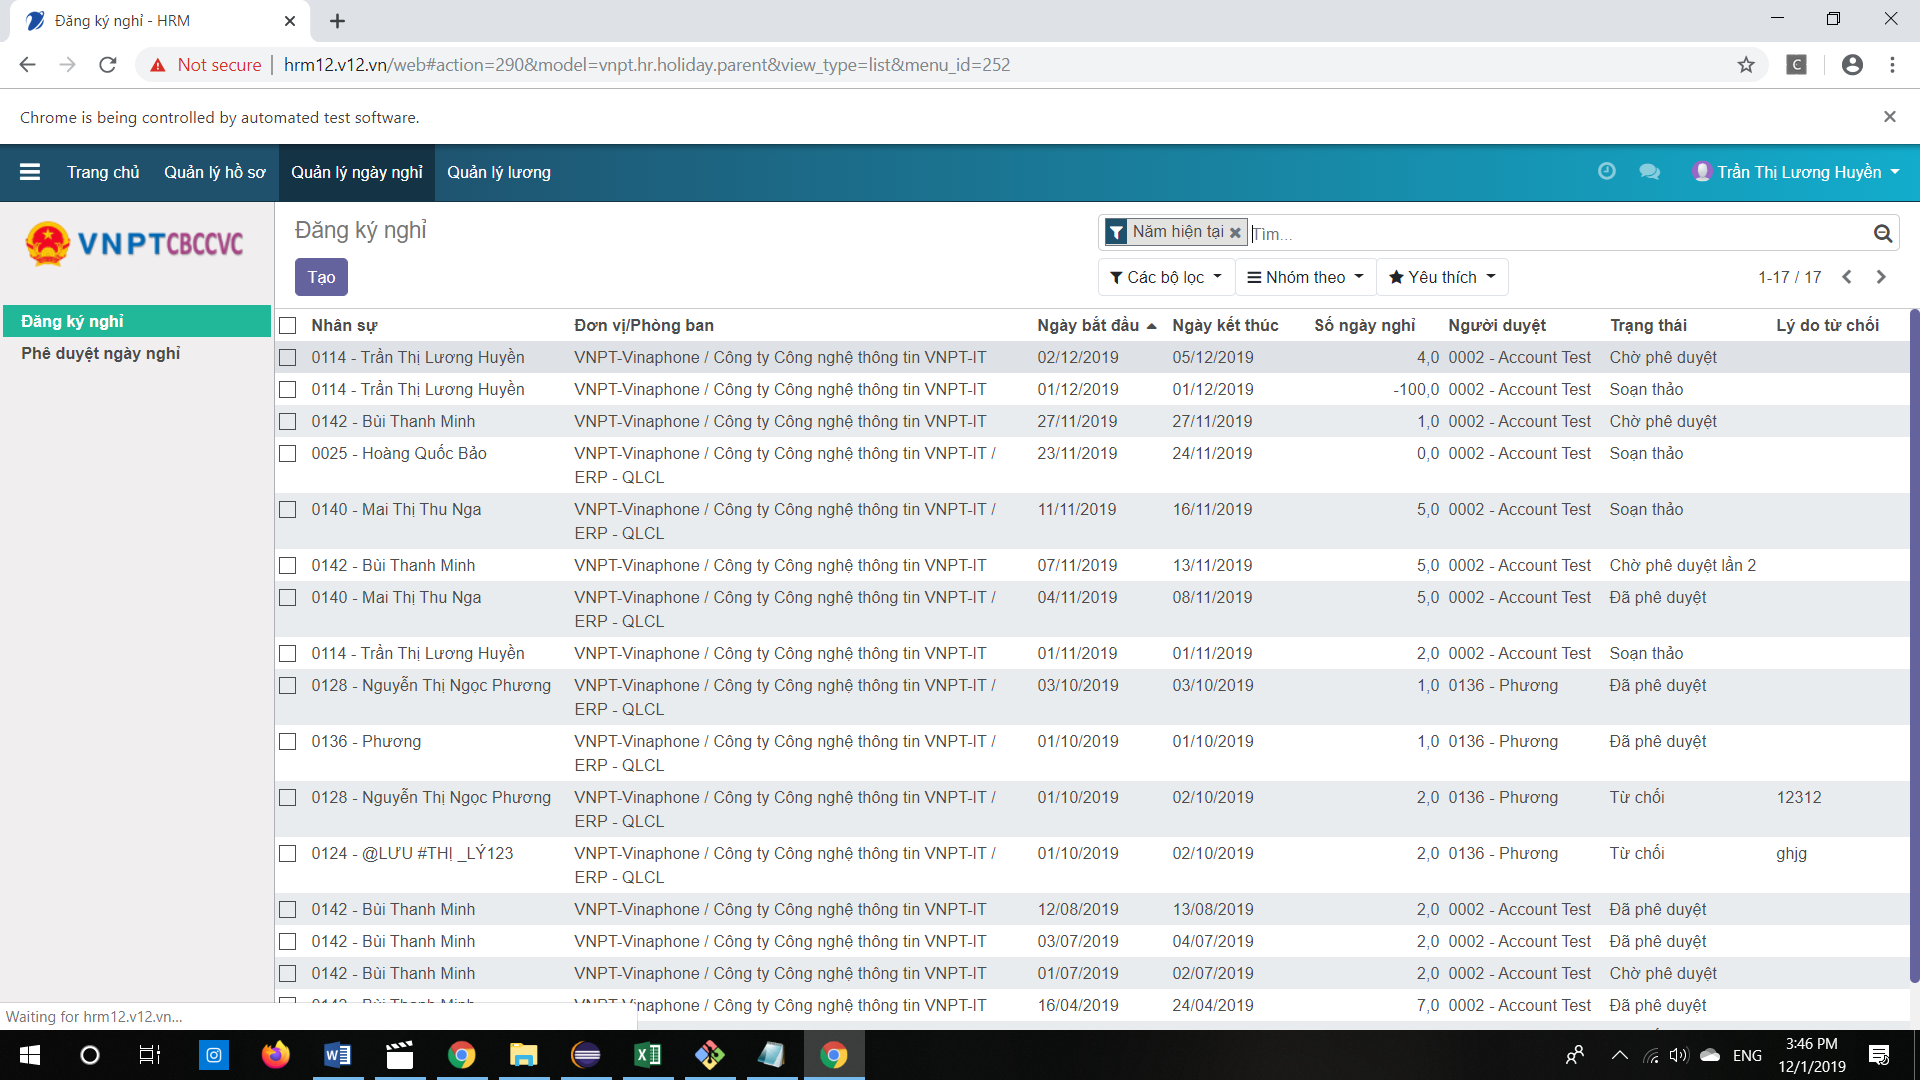 Đăng ký nghỉ - HRM
Not secure | hrm12.v12.vn/web#action=290&model=vnpt.hr.holiday.parent&view_type=list&menu_id=252
C
Chrome is being controlled by automated test software.
Trang chủ Quản lý hồ sơ Quản lý ngày nghỉ Quản lý lương Trần Thị Lương Huyền
VNPT CBCCVC
Đăng ký nghỉ
Phê duyệt ngày nghỉ
Đăng ký nghỉ
Năm hiện tại Tìm...
Tạo
Các bộ lọc Nhóm theo Yêu thích 1-17 / 17
Nhân sự Đơn vị/Phòng ban Ngày bắt đầu Ngày kết thúc Số ngày nghỉ Người duyệt Trạng thái Lý do từ chối
0114 - Trần Thị Lương Huyền VNPT-Vinaphone / Công ty Công nghệ thông tin VNPT-IT 02/12/2019 05/12/2019 4,0 0002 - Account Test Chờ phê duyệt
0114 - Trần Thị Lương Huyền VNPT-Vinaphone / Công ty Công nghệ thông tin VNPT-IT 01/12/2019 01/12/2019 -100,0 0002 - Account Test Soạn thảo
0142 - Bùi Thanh Minh VNPT-Vinaphone / Công ty Công nghệ thông tin VNPT-IT 27/11/2019 27/11/2019 1,0 0002 - Account Test Chờ phê duyệt
0025 - Hoàng Quốc Bảo VNPT-Vinaphone / Công ty Công nghệ thông tin VNPT-IT / 23/11/2019 24/11/2019 0,0 0002 - Account Test Soạn thảo
ERP - QLCL
0140 - Mai Thị Thu Nga VNPT-Vinaphone / Công ty Công nghệ thông tin VNPT-IT / 11/11/2019 16/11/2019 5,0 0002 - Account Test Soạn thảo
ERP - QLCL
0142 - Bùi Thanh Minh VNPT-Vinaphone / Công ty Công nghệ thông tin VNPT-IT 07/11/2019 13/11/2019 5,0 0002 - Account Test Chờ phê duyệt lần 2
0140 - Mai Thị Thu Nga VNPT-Vinaphone / Công ty Công nghệ thông tin VNPT-IT / 04/11/2019 08/11/2019 5,0 0002 - Account Test Đã phê duyệt
ERP - QLCL
0114 - Trần Thị Lương Huyền VNPT-Vinaphone / Công ty Công nghệ thông tin VNPT-IT 01/11/2019 01/11/2019 2,0 0002 - Account Test Soạn thảo
0128 - Nguyễn Thị Ngọc Phương VNPT-Vinaphone / Công ty Công nghệ thông tin VNPT-IT / 03/10/2019 03/10/2019 1,0 0136 - Phương Đã phê duyệt
ERP - QLCL
0136 - Phương VNPT-Vinaphone / Công ty Công nghệ thông tin VNPT-IT / 01/10/2019 01/10/2019 1,0 0136 - Phương Đã phê duyệt
ERP - QLCL
0128 - Nguyễn Thị Ngọc Phương VNPT-Vinaphone / Công ty Công nghệ thông tin VNPT-IT / 01/10/2019 02/10/2019 2,0 0136 - Phương Từ chối 12312
ERP - QLCL
0124 - @LƯU #THỊ _LÝ123 VNPT-Vinaphone / Công ty Công nghệ thông tin VNPT-IT / 01/10/2019 02/10/2019 2,0 0136 - Phương Từ chối ghjg
ERP - QLCL
0142 - Bùi Thanh Minh VNPT-Vinaphone / Công ty Công nghệ thông tin VNPT-IT 12/08/2019 13/08/2019 2,0 0002 - Account Test Đã phê duyệt
0142 - Bùi Thanh Minh VNPT-Vinaphone / Công ty Công nghệ thông tin VNPT-IT 03/07/2019 04/07/2019 2,0 0002 - Account Test Đã phê duyệt
0142 - Bùi Thanh Minh VNPT-Vinaphone / Công ty Công nghệ thông tin VNPT-IT 01/07/2019 02/07/2019 2,0 0002 - Account Test Chờ phê duyệt
0142 - Bùi Thanh Minh VNPT-Vinaphone / Công ty Công nghệ thông tin VNPT-IT 16/04/2019 24/04/2019 7,0 0002 - Account Test Đã phê duyệt
Waiting for hrm12.v12.vn...
ENG
3:46 PM
12/1/2019